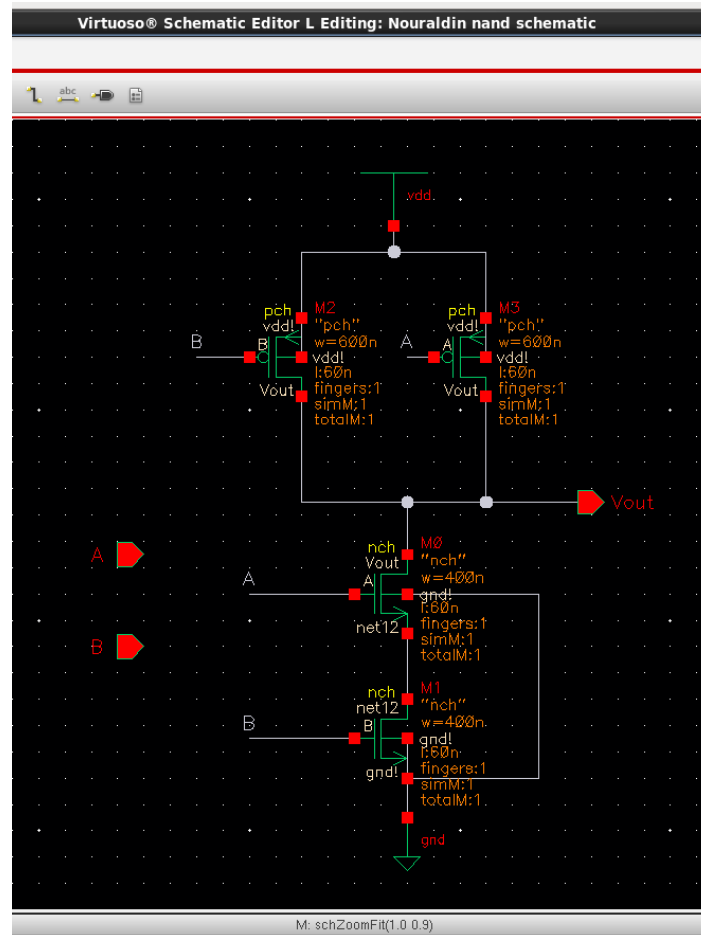 Virtuoso® Schematic Editor L Editing: Nouraldin nand schematic
abc
vdd
pch
vdd!
B
B
M2
"pch"
w=600n
vdd!
l:60n
fingers:1
simM:1
totalM:1
Vout
pch
vdd!
A
A
M3
"pch"
w=600n
vdd!
l:60n
fingers:1
simM:1
totalM:1
Vout
Vout
A
B
nch
Vout
A
A
M0
"nch"
w=400n
gnd!
l:60n
fingers:1
simM:1
totalM:1
net12
nch
net12
B
B
M1
"nch"
w=400n
gnd!
l:60n
fingers:1
simM:1
totalM:1
gnd!
gnd
M: schZoomFit(1.0 0.9)